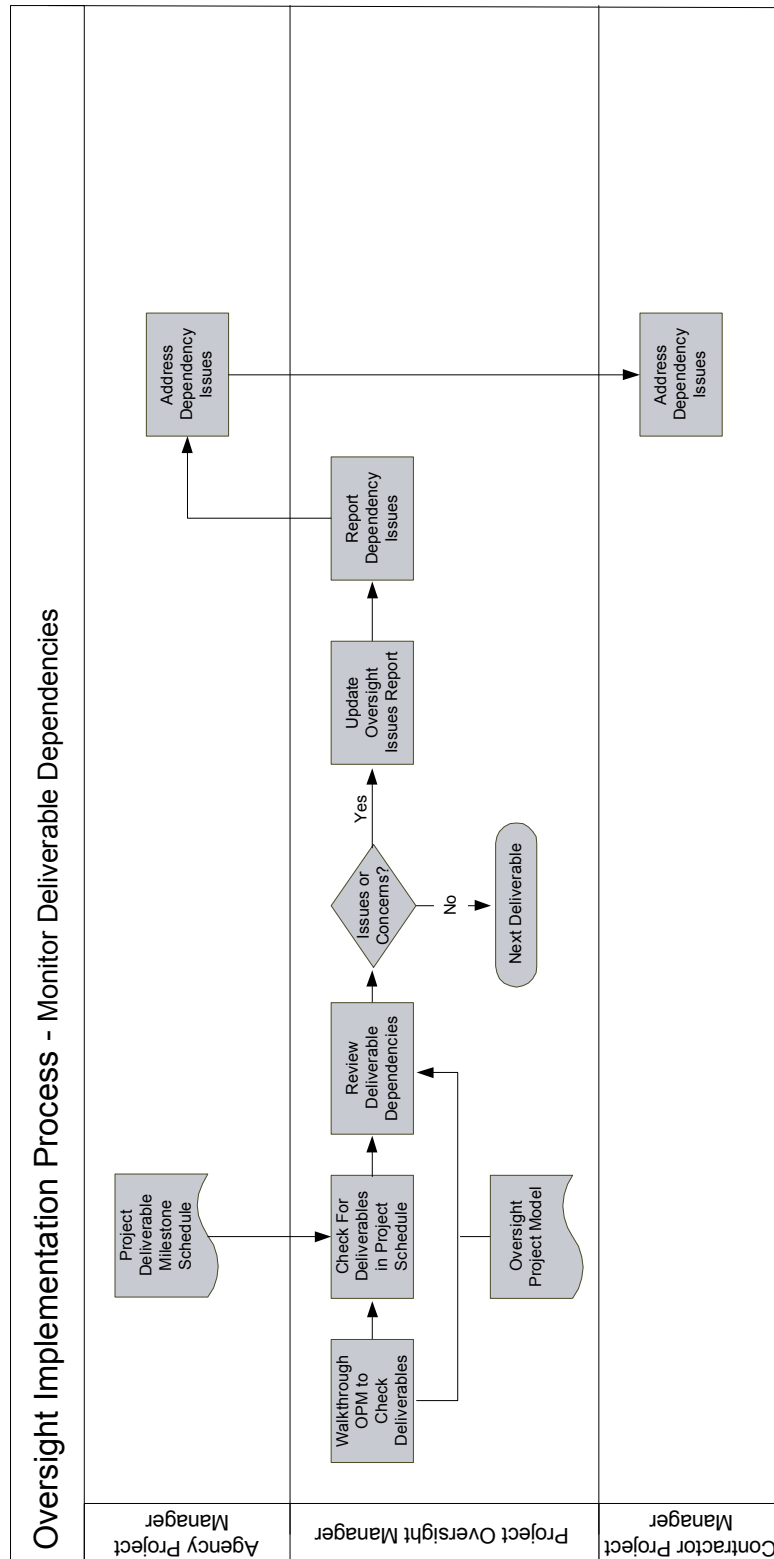 Oversight Implementation Process - Monitor Deliverable Dependencies
Agency Project
Manager
Project
Deliverable
Milestone
Schedule
Address
Dependency
Issues
Project Oversight Manager
Walkthrough
OPM to
Check
Deliverables
Check For
Deliverables
in Project
Schedule
Review
Deliverable
Dependencies
Issues or
Concerns?
Yes
No
Update
Oversight
Issues Report
Report
Dependency
Issues
Oversight
Project Model
Next Deliverable
Contractor Project
Manager
Address
Dependency
Issues